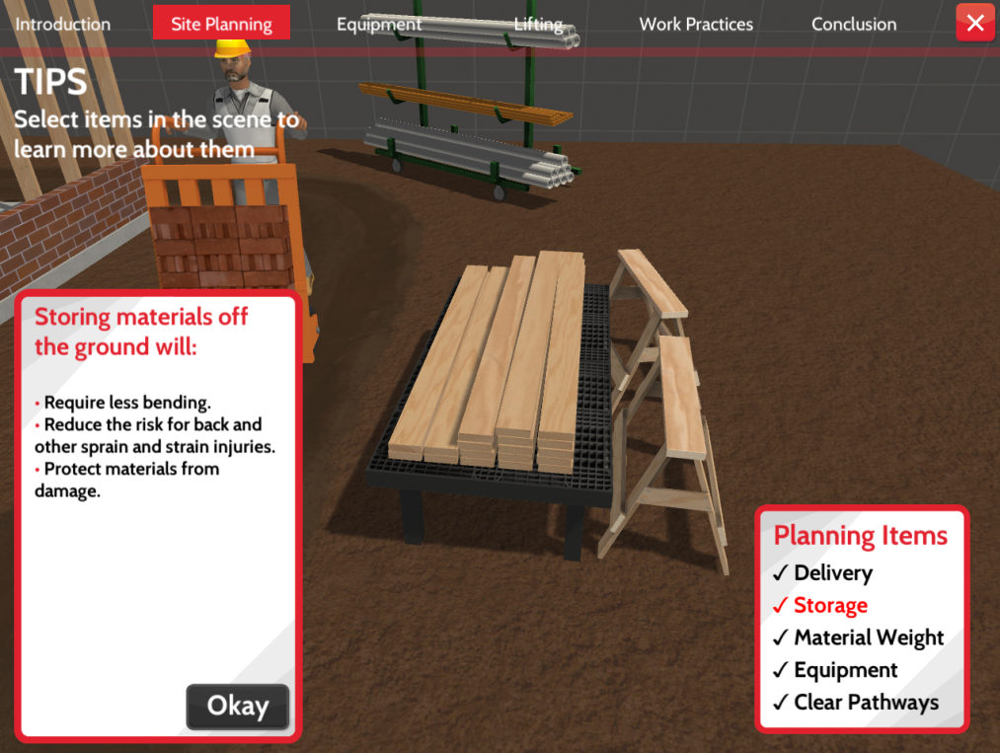 Introduction
Site Planning
Equipment
Lifting
Work Practices
Conclusion
TIPS
Select items in the scene to
learn more about them
Storing materials off
the ground will:
• Require less bending.
• Reduce the risk for back and
other sprain and strain injuries.
• Protect materials from
damage.
Okay
Planning Items
✓ Delivery
✓ Storage
✓ Material Weight
✓ Equipment
✓ Clear Pathways